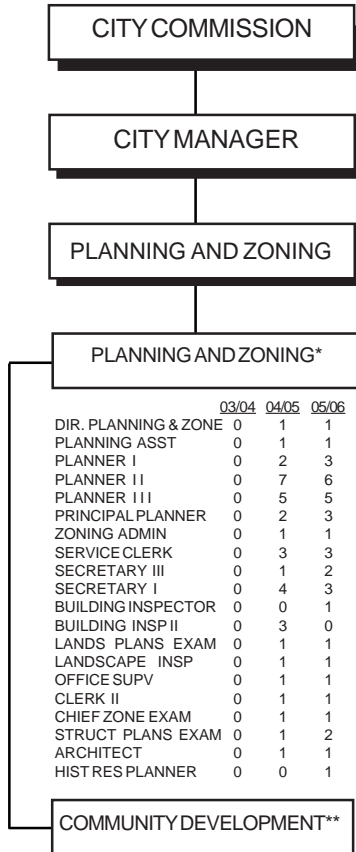 CITY COMMISSION
CITY MANAGER
PLANNING AND ZONING
PLANNING AND ZONING*
03/04 04/05 05/06
DIR. PLANNING & ZONE 0 1 1
PLANNING ASST 0 1 1
PLANNER I 0 2 3
PLANNER II 0 7 6
PLANNER III 0 5 5
PRINCIPAL PLANNER 0 2 3
ZONING ADMIN 0 1 1
SERVICE CLERK 0 3 3
SECRETARY III 0 1 2
SECRETARY I 0 4 3
BUILDING INSPECTOR 0 0 1
BUILDING INSP II 0 3 0
LANDS PLANS EXAM 0 1 1
LANDSCAPE INSP 0 1 1
OFFICE SUPV 0 1 1
CLERK II 0 1 1
CHIEF ZONE EXAM 0 1 1
STRUCT PLANS EXAM 0 1 2
ARCHITECT 0 1 1
HIST RES PLANNER 0 0 1
COMMUNITY DEVELOPMENT**